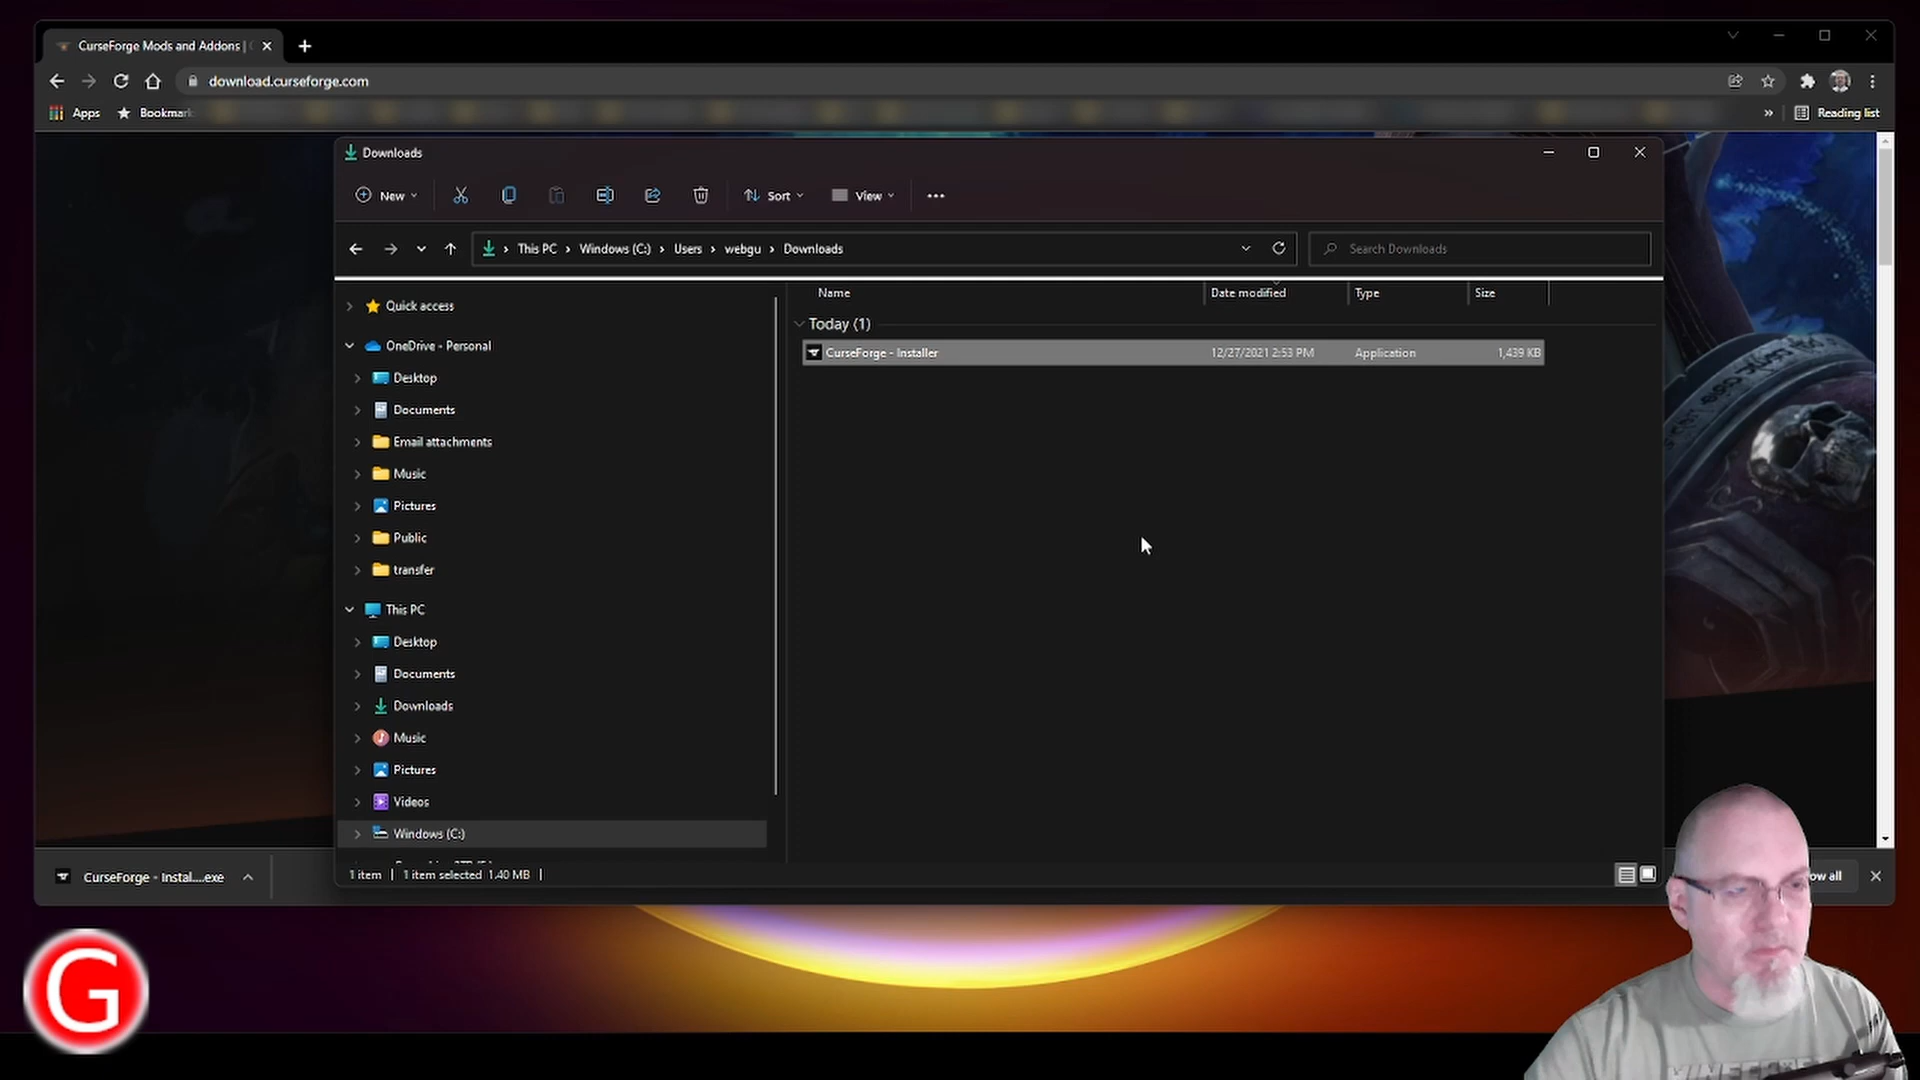 CurseForge Mods and Addons |
download.curseforge.com
Apps
Bookmark
»
Reading list
Downloads
New
Sort
View
This PC > Windows (C:) > Users > webgu > Downloads
Search Downloads
Quick access
OneDrive - Personal
Desktop
Documents
Email attachments
Music
Pictures
Public
transfer
This PC
Desktop
Documents
Downloads
Music
Pictures
Videos
Windows (C:)
Name Date modified Type Size
Today (1)
CurseForge - Installer 12/27/2021 2:53 PM Application 1,439 KB
1 item | 1 item selected 1.40 MB |
CurseForge - Instal....exe
ow all
G